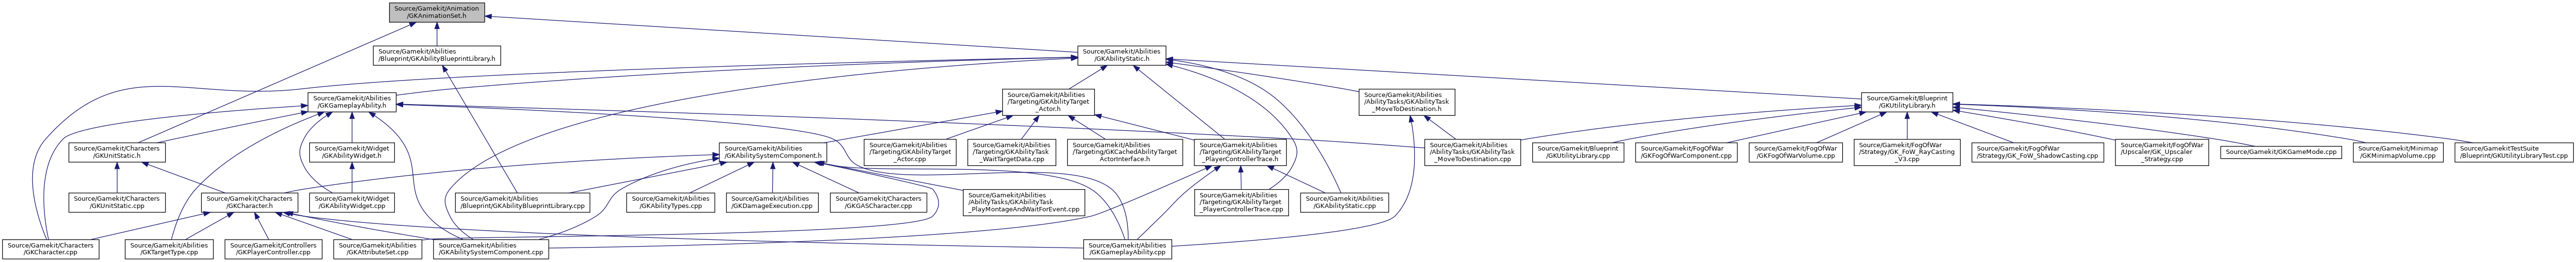 Source/Gamekit/Animation
/GKAnimationSet.h
Source/Gamekit/Abilities
/Blueprint/GKAbilityBlueprintLibrary.h
Source/Gamekit/Abilities
/GKAbilityStatic.h
Source/Gamekit/Abilities
/GKGameplayAbility.h
Source/Gamekit/Abilities
/Targeting/GKAbilityTarget
_Actor.h
Source/Gamekit/Abilities
/AbilityTasks/GKAbilityTask
_MoveToDestination.h
Source/Gamekit/Blueprint
/GKUtilityLibrary.h
Source/Gamekit/Characters
/GKUnitStatic.h
Source/Gamekit/Widget
/GKAbilityWidget.h
Source/Gamekit/Abilities
/GKAbilitySystemComponent.h
Source/Gamekit/Abilities
/Targeting/GKAbilityTarget
_Actor.cpp
Source/Gamekit/Abilities
/Targeting/GKAbilityTask
_WaitTargetData.cpp
Source/Gamekit/Abilities
/Targeting/GKCachedAbilityTarget
ActorInterface.h
Source/Gamekit/Abilities
/Targeting/GKAbilityTarget
_PlayerControllerTrace.h
Source/Gamekit/Abilities
/AbilityTasks/GKAbilityTask
_MoveToDestination.cpp
Source/Gamekit/Blueprint
/GKUtilityLibrary.cpp
Source/Gamekit/FogOfWar
/GKFogOfWarComponent.cpp
Source/Gamekit/FogOfWar
/GKFogOfWarVolume.cpp
Source/Gamekit/FogOfWar
/Strategy/GK_FoW_RayCasting
_V3.cpp
Source/Gamekit/FogOfWar
/Strategy/GK_FoW_ShadowCasting.cpp
Source/Gamekit/FogOfWar
/Upscaler/GK_Upscaler
_Strategy.cpp
Source/Gamekit/GKGameMode.cpp
Source/Gamekit/Minimap
/GKMinimapVolume.cpp
Source/GamekitTestSuite
/Blueprint/GKUtilityLibraryTest.cpp
Source/Gamekit/Characters
/GKUnitStatic.cpp
Source/Gamekit/Characters
/GKCharacter.h
Source/Gamekit/Widget
/GKAbilityWidget.cpp
Source/Gamekit/Abilities
/Blueprint/GKAbilityBlueprintLibrary.cpp
Source/Gamekit/Abilities
/GKAbilityTypes.cpp
Source/Gamekit/Abilities
/GKDamageExecution.cpp
Source/Gamekit/Characters
/GKGASCharacter.cpp
Source/Gamekit/Abilities
/AbilityTasks/GKAbilityTask
_PlayMontageAndWaitForEvent.cpp
Source/Gamekit/Abilities
/Targeting/GKAbilityTarget
_PlayerControllerTrace.cpp
Source/Gamekit/Abilities
/GKAbilityStatic.cpp
Source/Gamekit/Characters
/GKCharacter.cpp
Source/Gamekit/Abilities
/GKTargetType.cpp
Source/Gamekit/Controllers
/GKPlayerController.cpp
Source/Gamekit/Abilities
/GKAttributeSet.cpp
Source/Gamekit/Abilities
/GKAbilitySystemComponent.cpp
Source/Gamekit/Abilities
/GKGameplayAbility.cpp